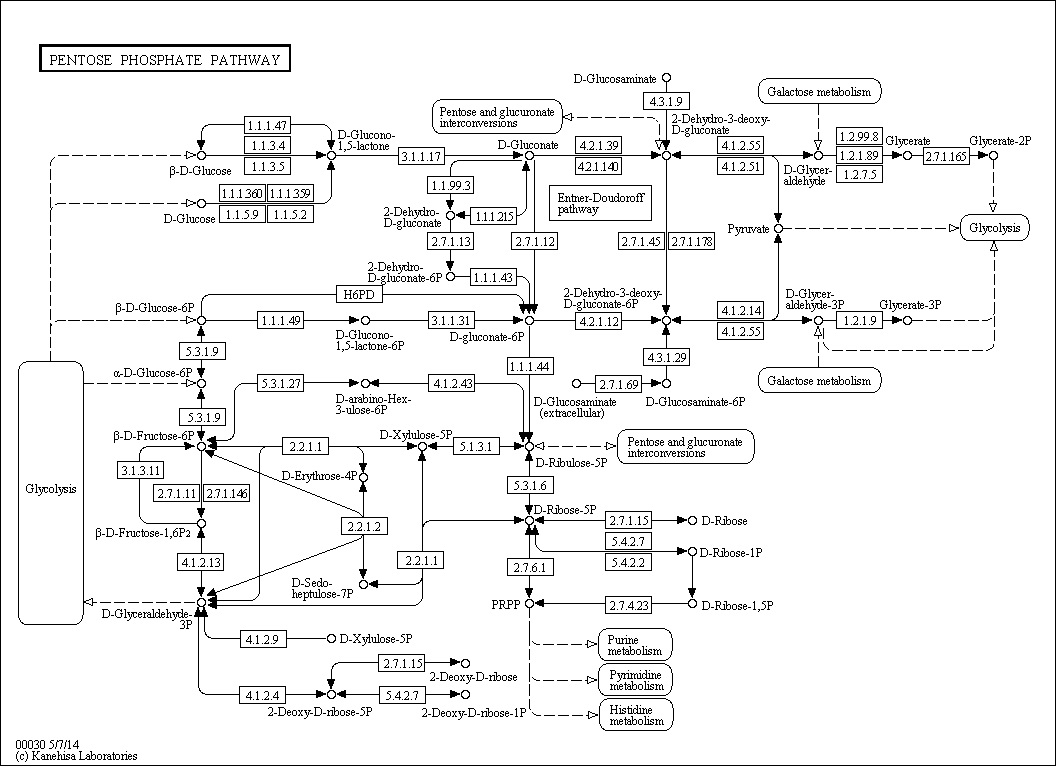 PENTOSE PHOSPHATE PATHWAY
D-Glucosaminate
4.3.1.9
Galactose metabolism
Pentose and glucuronate
interconversions
2-Dehydro-3-deoxy-
D-gluconate
1.1.1.47
1.1.3.4
1.1.3.5
β-D-Glucose
D-Glucono-
1,5-lactone
3.1.1.17
D-Gluconate
4.2.1.39
4.2.1.140
4.1.2.55
4.1.2.51
D-Glycer-
aldehyde
1.2.99.8
1.2.1.89
1.2.7.5
Glycerate
2.7.1.165
Glycerate-2P
1.1.1.360
1.1.1.359
1.1.5.9
1.1.5.2
D-Glucose
1.1.99.3
2-Dehydro-
D-gluconate
1.1.1.215
Entner-Doudoroff
pathway
2.7.1.13
2.7.1.12
2.7.1.45
2.7.1.178
Pyruvate
Glycolysis
2-Dehydro-
D-gluconate-6P
1.1.1.43
H6PD
β-D-Glucose-6P
1.1.1.49
D-Glucono-
1,5-lactone-6P
3.1.1.31
D-gluconate-6P
2-Dehydro-3-deoxy-
D-gluconate-6P
4.2.1.12
4.1.2.14
4.1.2.55
D-Glycer-
aldehyde-3P
1.2.1.9
Glycerate-3P
5.3.1.9
1.1.1.44
4.3.1.29
α-D-Glucose-6P
5.3.1.27
D-arabino-Hex-
3-ulose-6P
4.1.2.43
2.7.1.69
D-Glucosaminate
(extracellular)
D-Glucosaminate-6P
Galactose metabolism
5.3.1.9
β-D-Fructose-6P
2.2.1.1
D-Xylulose-5P
5.1.3.1
D-Ribulose-5P
Pentose and glucuronate
interconversions
3.1.3.11
2.7.1.11
2.7.1.146
D-Erythrose-4P
5.3.1.6
Glycolysis
β-D-Fructose-1,6P2
2.2.1.2
D-Ribose-5P
2.7.1.15
D-Ribose
5.4.2.7
5.4.2.2
D-Ribose-1P
4.1.2.13
2.2.1.1
2.7.6.1
D-Sedo-
heptulose-7P
D-Glyceraldehyde-
3P
PRPP
2.7.4.23
D-Ribose-1,5P
4.1.2.9
D-Xylulose-5P
Purine
metabolism
2.7.1.15
2-Deoxy-D-ribose
Pyrimidine
metabolism
4.1.2.4
2-Deoxy-D-ribose-5P
5.4.2.7
2-Deoxy-D-ribose-1P
Histidine
metabolism
00030 5/7/14
(c) Kanehisa Laboratories